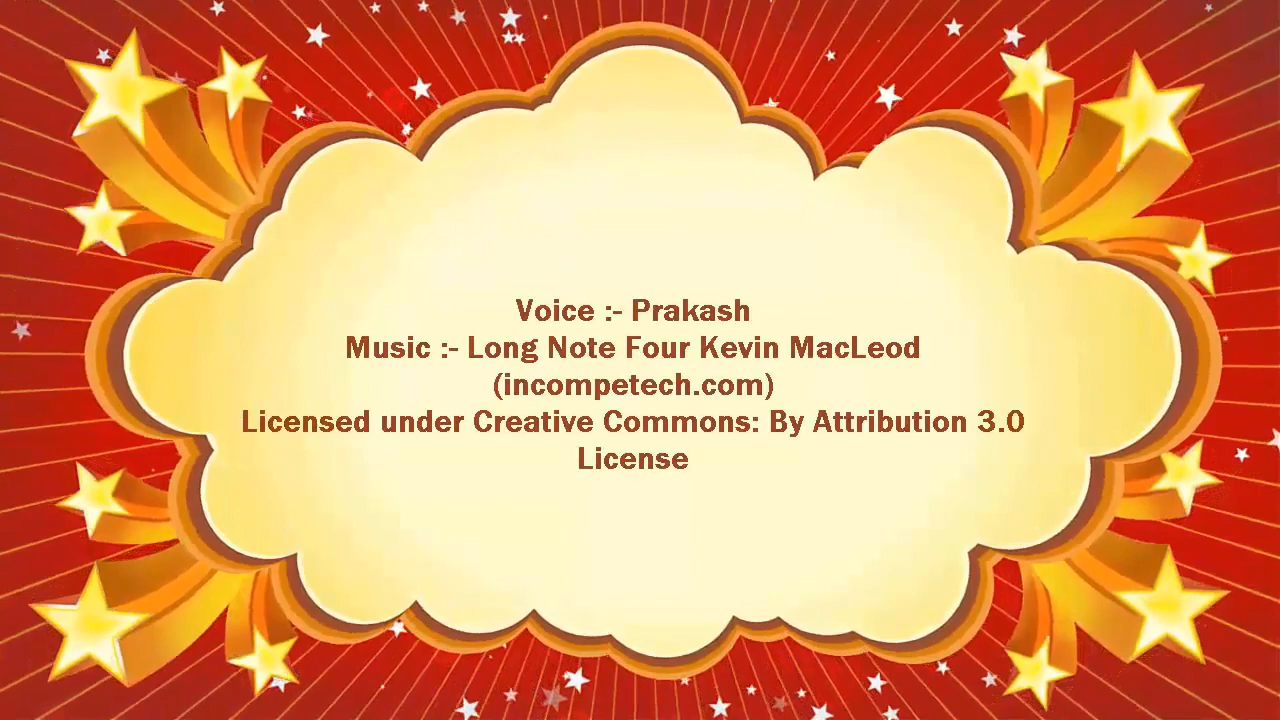 Voice :- Prakash
Music :- Long Note Four Kevin MacLeod
(incompetech.com)
Licensed under Creative Commons: By Attribution 3.0
License